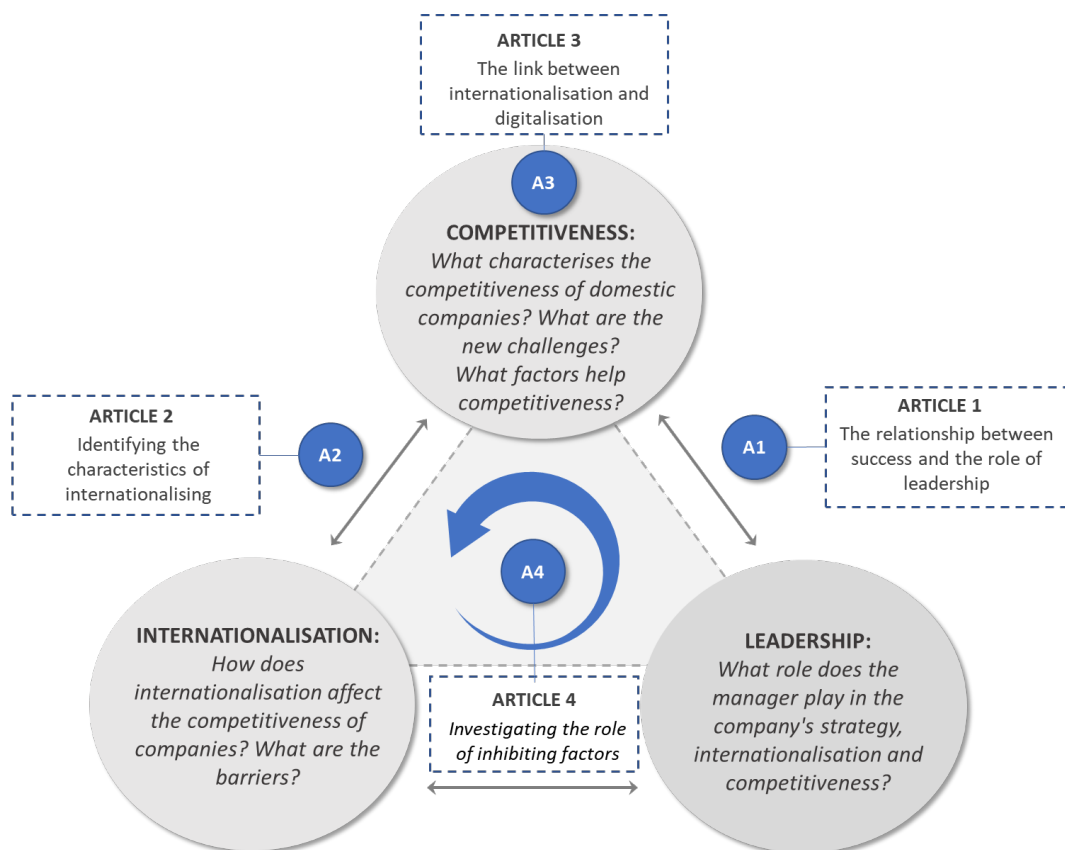 ARTICLE 3
The link between
internationalisation and
digitalisation
A3
COMPETITIVENESS:
What characterises the
competitiveness of domestic
companies? What are the
new challenges?
What factors help
competitiveness?
ARTICLE 2
Identifying the
characteristics of
internationalising
A2
A1
ARTICLE 1
The relationship between
success and the role of
leadership
A4
INTERNATIONALISATION:
How does
internationalisation affect
the competitiveness of
companies? What are the
barriers?
ARTICLE 4
Investigating the role
of inhibiting factors
LEADERSHIP:
What role does the
manager play in the
company's strategy,
internationalisation and
competitiveness?